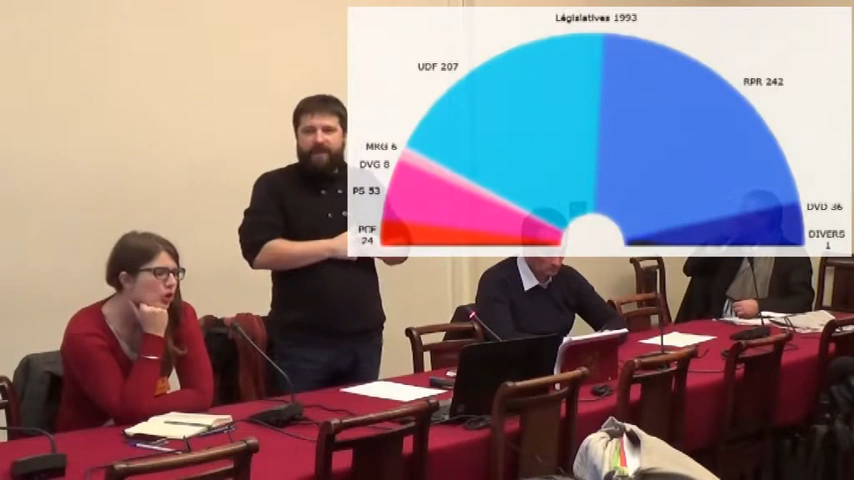 Législatives 1993
UDF 207
RPR 242
MRG 6
DVG 8
PS 53
PCF
24
DVD 36
DIVERS
1